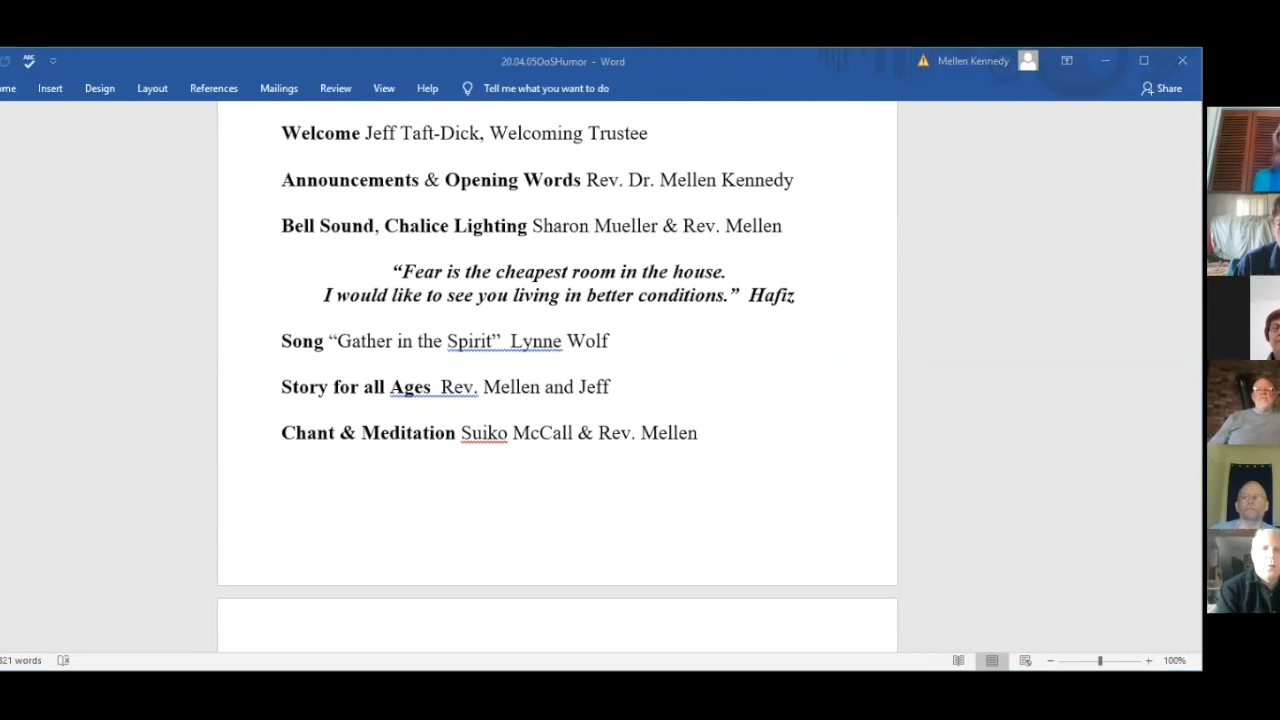 20.04.05OoSHumor - Word
Mellen Kennedy
Insert Design Layout References Mailings Review View Help Tell me what you want to do Share
Welcome Jeff Taft-Dick, Welcoming Trustee
Announcements & Opening Words Rev. Dr. Mellen Kennedy
Bell Sound, Chalice Lighting Sharon Mueller & Rev. Mellen
“Fear is the cheapest room in the house.
I would like to see you living in better conditions.” Hafiz
Song “Gather in the Spirit” Lynne Wolf
Story for all Ages Rev. Mellen and Jeff
Chant & Meditation Suiko McCall & Rev. Mellen
words
100%